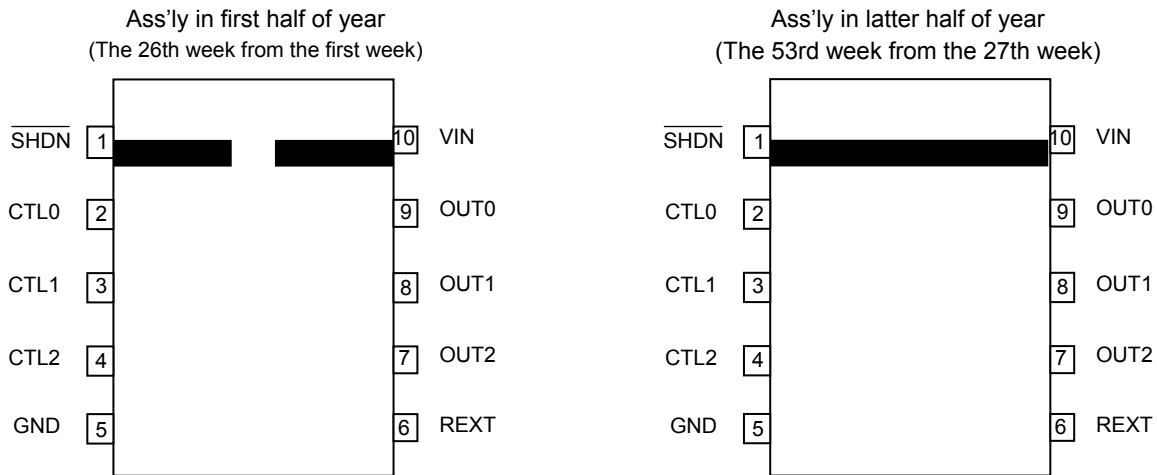 Ass'ly in first half of year
(The 26th week from the first week)
SHDN 1 10 VIN
CTL0 2 9 OUT0
CTL1 3 8 OUT1
CTL2 4 7 OUT2
GND 5 6 REXT
Ass'ly in latter half of year
(The 53rd week from the 27th week)
SHDN 1 10 VIN
CTL0 2 9 OUT0
CTL1 3 8 OUT1
CTL2 4 7 OUT2
GND 5 6 REXT